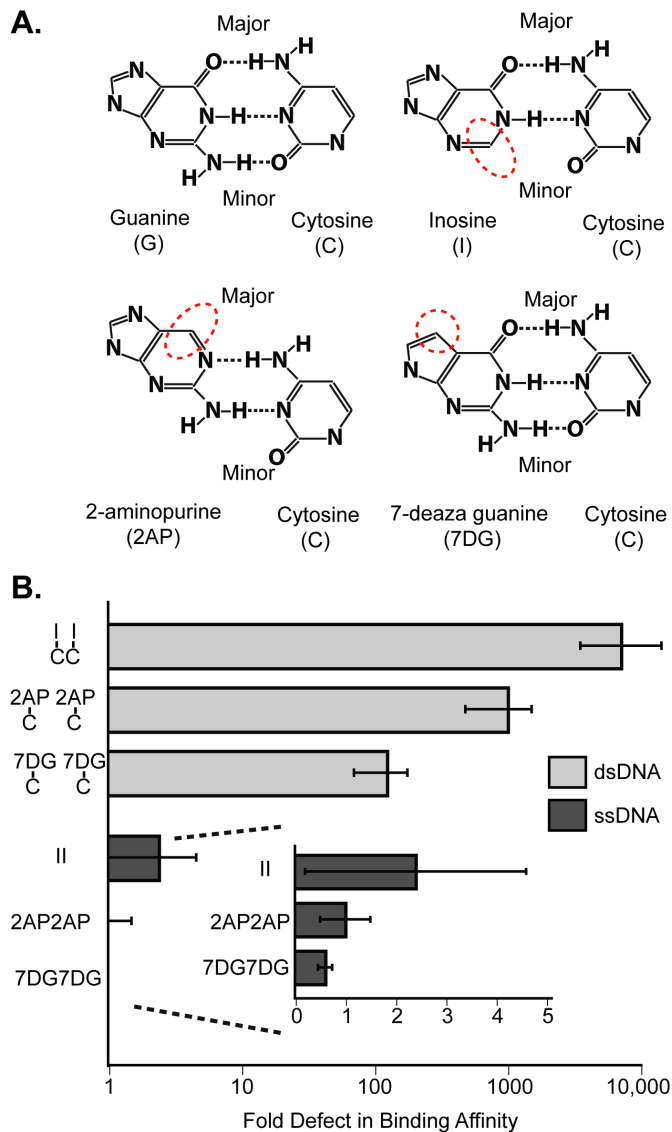 A.
Major
O H N H
N N N H N
N N H O N
H
Minor
Guanine
(G)
Cytosine
(C)
Major
O H N H
N N H N
N N O N
Minor
Inosine
(I)
Cytosine
(C)
Major
N H
N N H N
N N N H N
H O N
Minor
2-aminopurine
(2AP)
Cytosine
(C)
Major
O H N H
N N H N
N N H O N
H
Minor
7-deaza guanine
(7DG)
Cytosine
(C)
B.
I I
C C
2AP 2AP
C C
7DG 7DG
C C
II
2AP2AP
7DG7DG
dsDNA
ssDNA
II
2AP2AP
7DG7DG
0 1 2 3 4 5
1 10 100 1000 10,000
Fold Defect in Binding Affinity